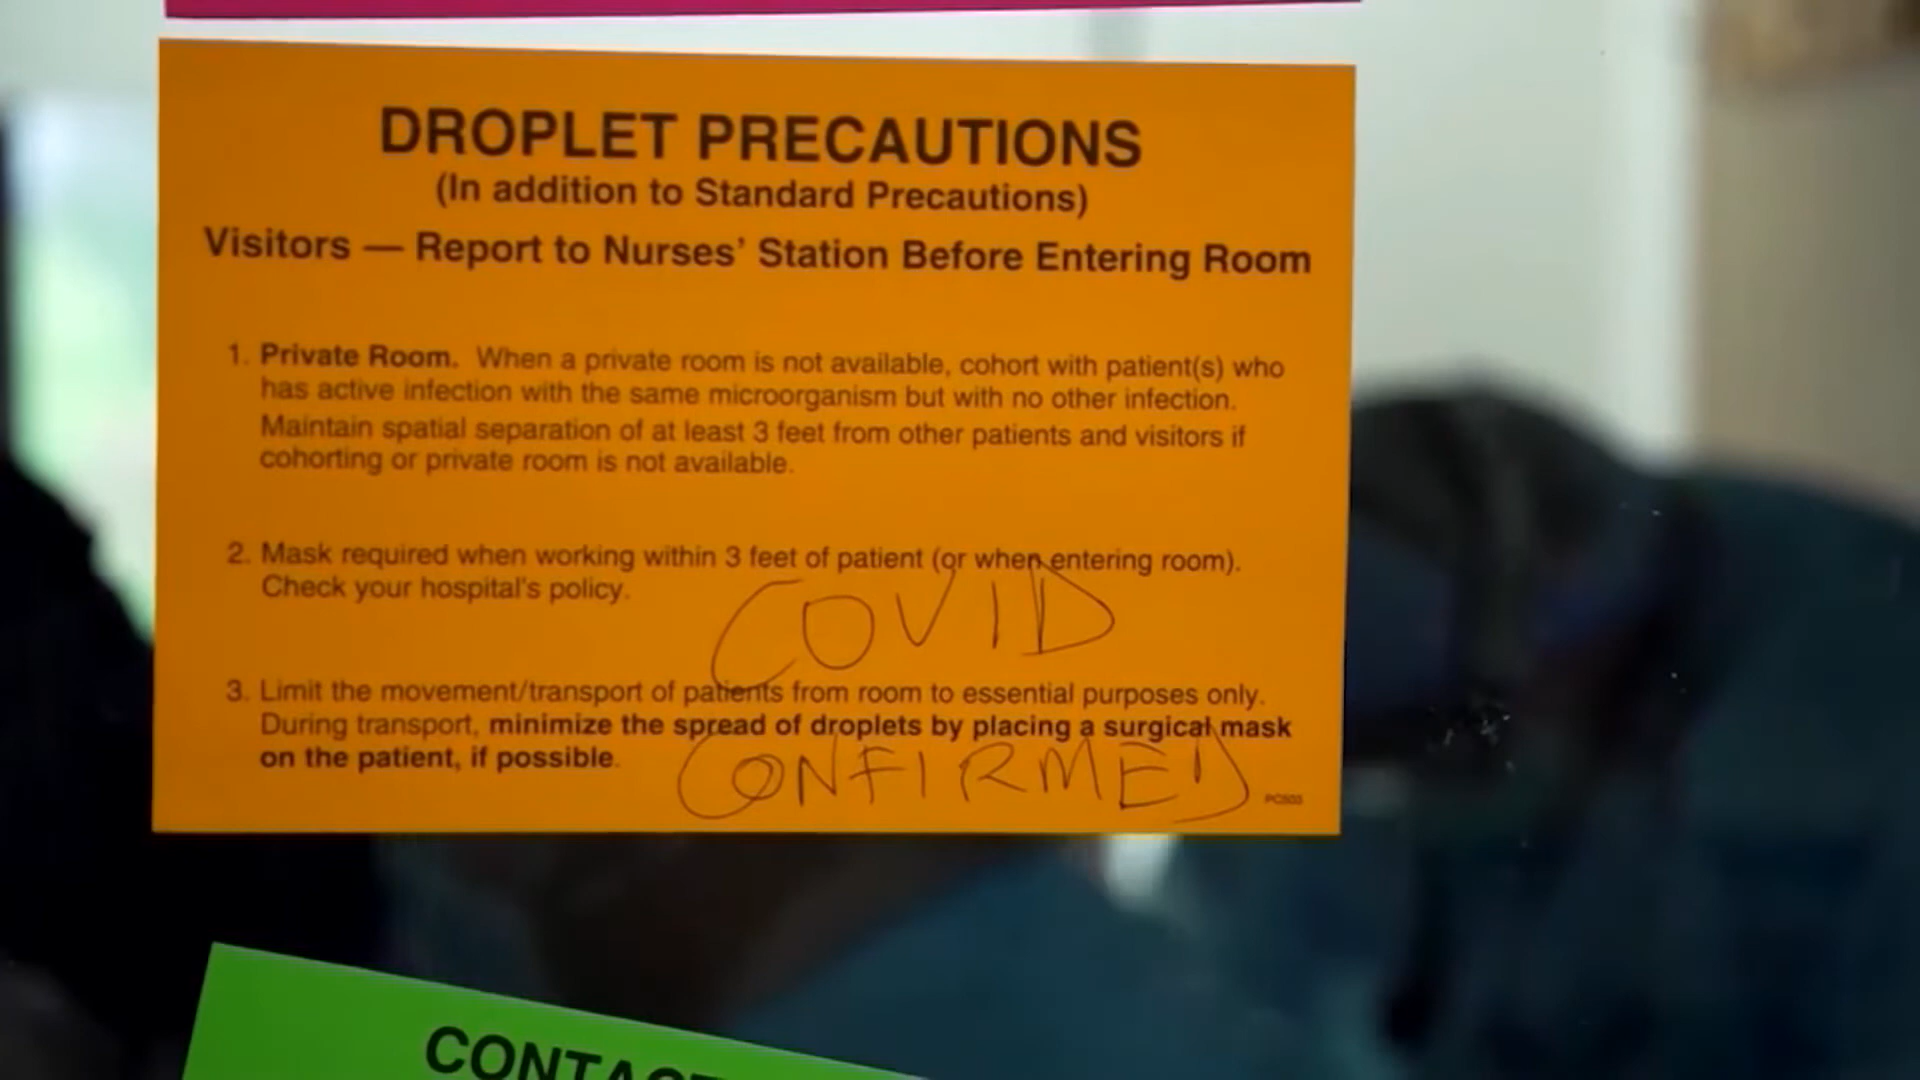 DROPLET PRECAUTIONS
(In addition to Standard Precautions)
Visitors — Report to Nurses' Station Before Entering Room
1. Private Room. When a private room is not available, cohort with patient(s) who
has active infection with the same microorganism but with no other infection.
Maintain spatial separation of at least 3 feet from other patients and visitors if
cohorting or private room is not available.
2. Mask required when working within 3 feet of patient (or when entering room).
Check your hospital's policy.
COVID
3. Limit the movement/transport of patients from room to essential purposes only.
During transport, minimize the spread of droplets by placing a surgical mask
on the patient, if possible.
CONFIRMED